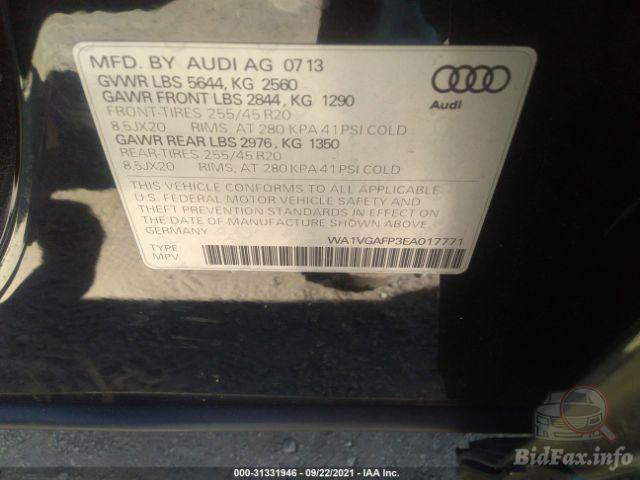 MFD. BY AUDI AG 07 13
GVWR LBS 5644, KG 2560
GAWR FRONT LBS 2844, KG 1290
FRONT-TIRES 255/45 R20
8.5JX20 RIMS, AT 280 KPA 41 PSI COLD
GAWR REAR LBS 2976, KG 1350
REAR-TIRES 255/45 R20
8.5JX20 RIMS, AT 280 KPA 41 PSI COLD
THIS VEHICLE CONFORMS TO ALL APPLICABLE
U.S. FEDERAL MOTOR VEHICLE SAFETY AND
THEFT PREVENTION STANDARDS IN EFFECT ON
THE DATE OF MANUFACTURE SHOWN ABOVE
GERMANY
WA1VGAFP3EA017771
TYPE
MPV
Audi
BidFax.info
000-31331946 - 09/22/2021 - IAA Inc.